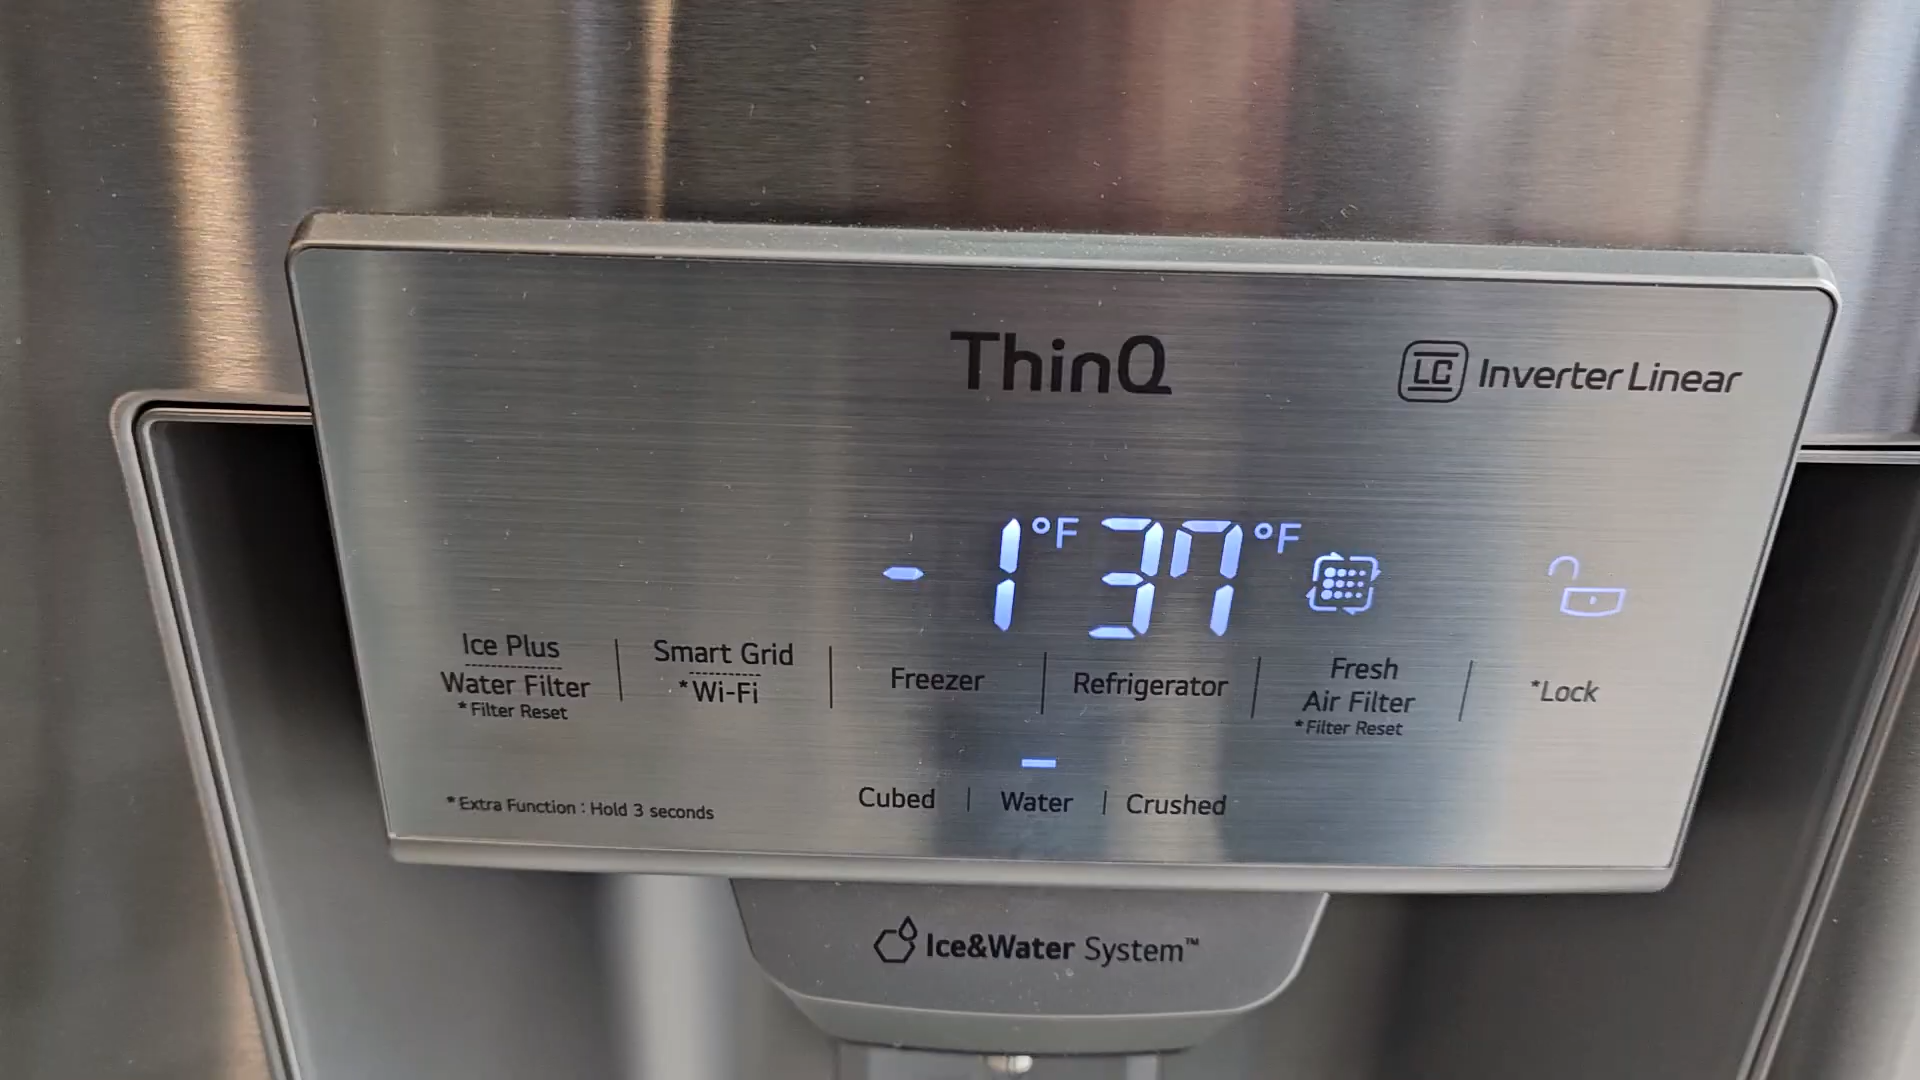 ThinQ
LC Inverter Linear
-1 °F 37 °F
Ice Plus
Water Filter
* Filter Reset
Smart Grid
*Wi-Fi
Freezer
Refrigerator
Fresh
Air Filter
* Filter Reset
*Lock
* Extra Function : Hold 3 seconds
Cubed | Water | Crushed
Ice&Water System™